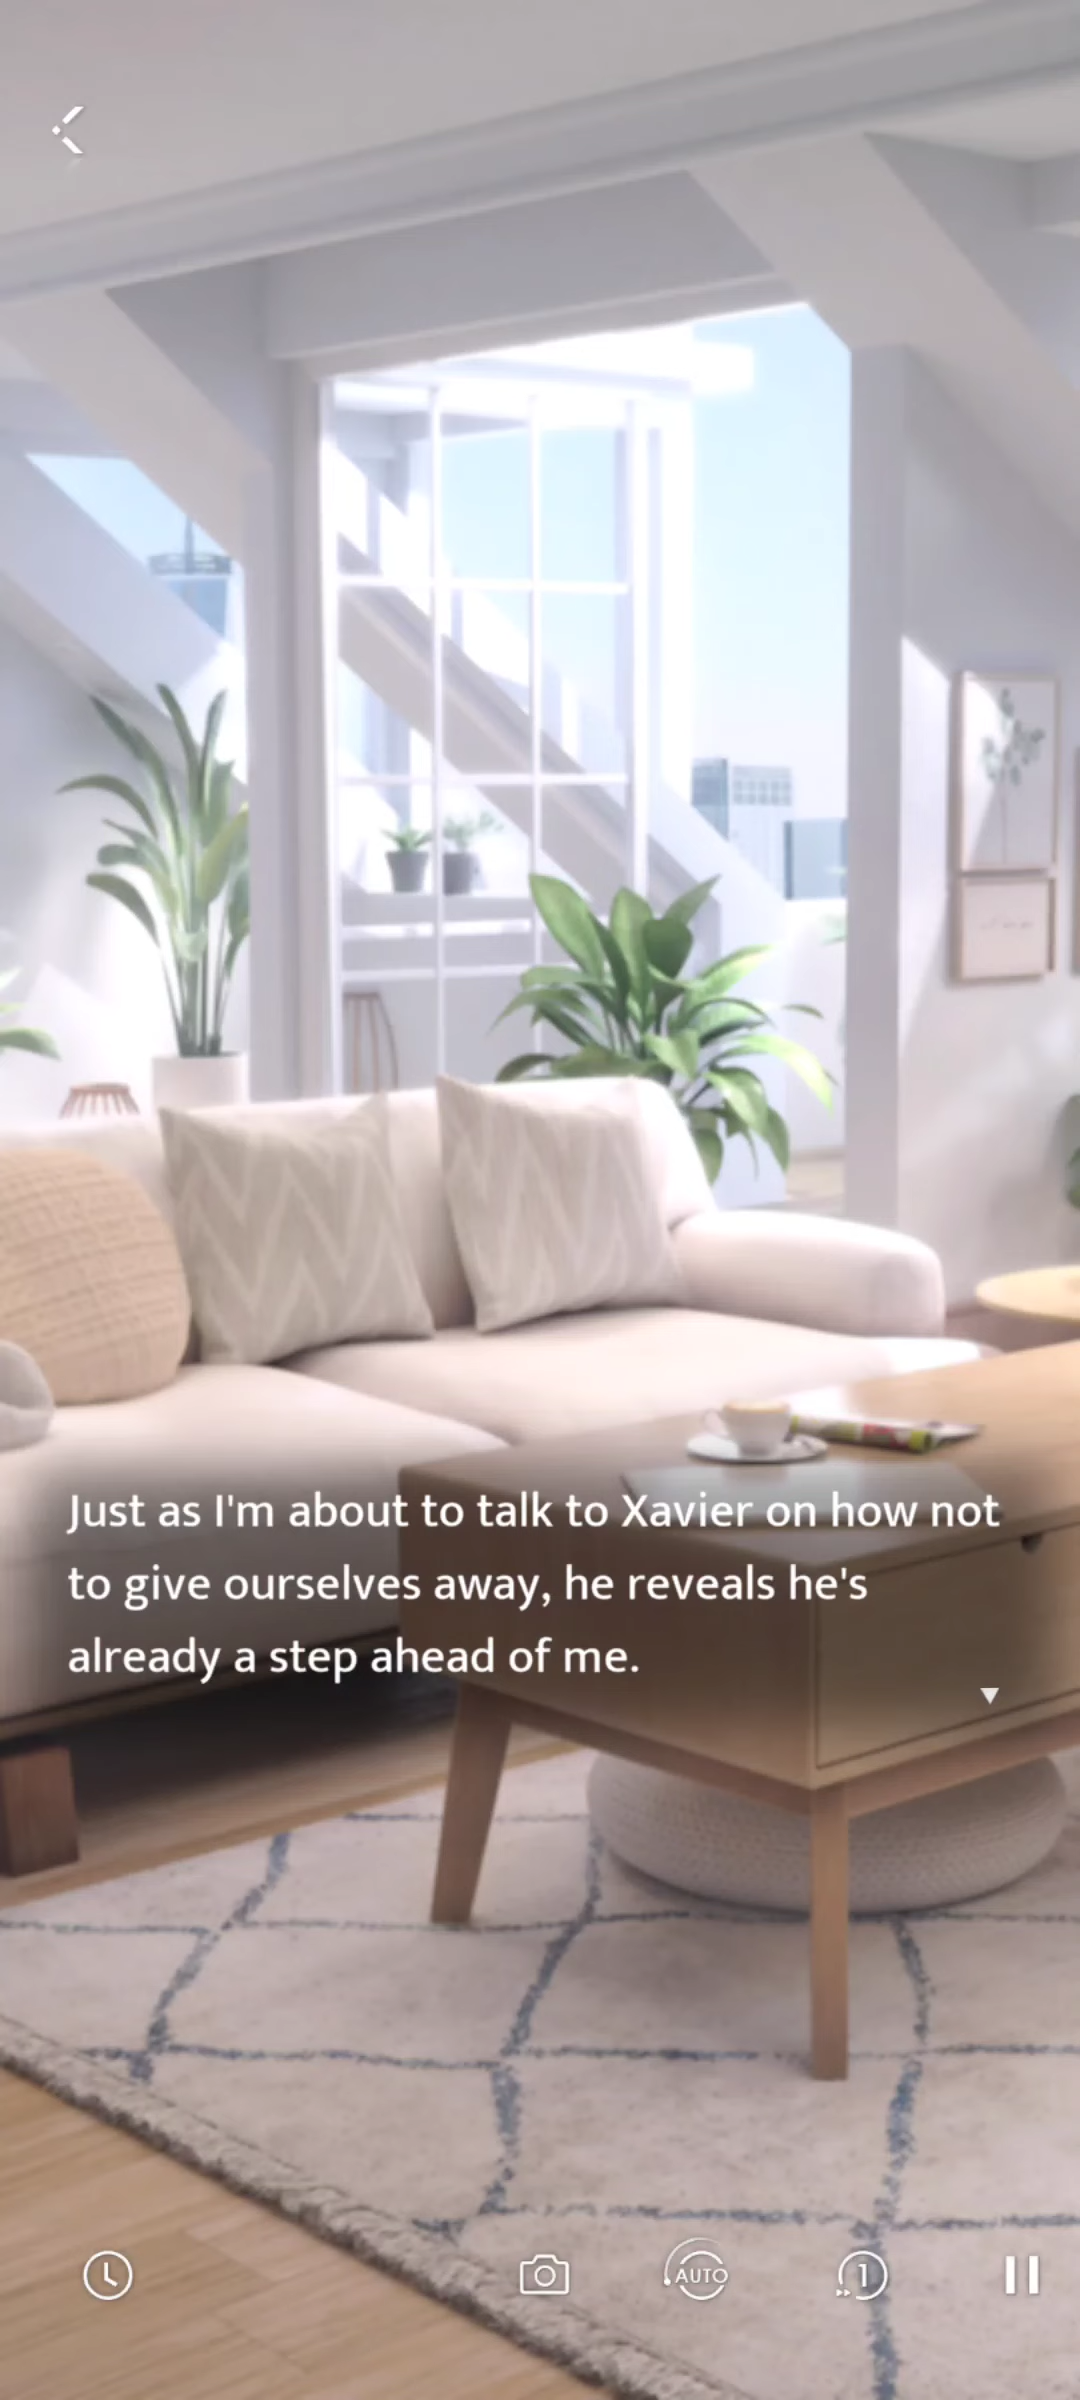 Just as I'm about to talk to Xavier on how not
to give ourselves away, he reveals he's
already a step ahead of me.
AUTO
1